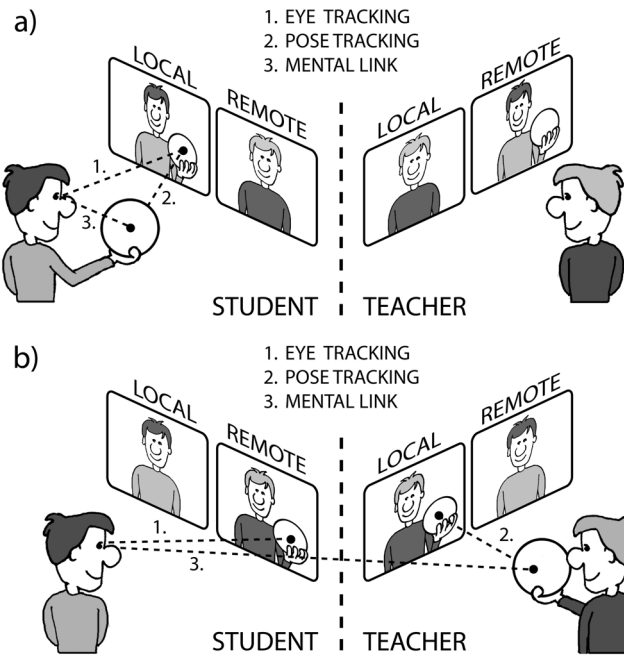 a)
1. EYE TRACKING
2. POSE TRACKING
3. MENTAL LINK
LOCAL
REMOTE
LOCAL
REMOTE
1.
2.
3.
STUDENT
TEACHER
b)
1. EYE TRACKING
2. POSE TRACKING
3. MENTAL LINK
LOCAL
REMOTE
LOCAL
REMOTE
1.
2.
3.
STUDENT
TEACHER